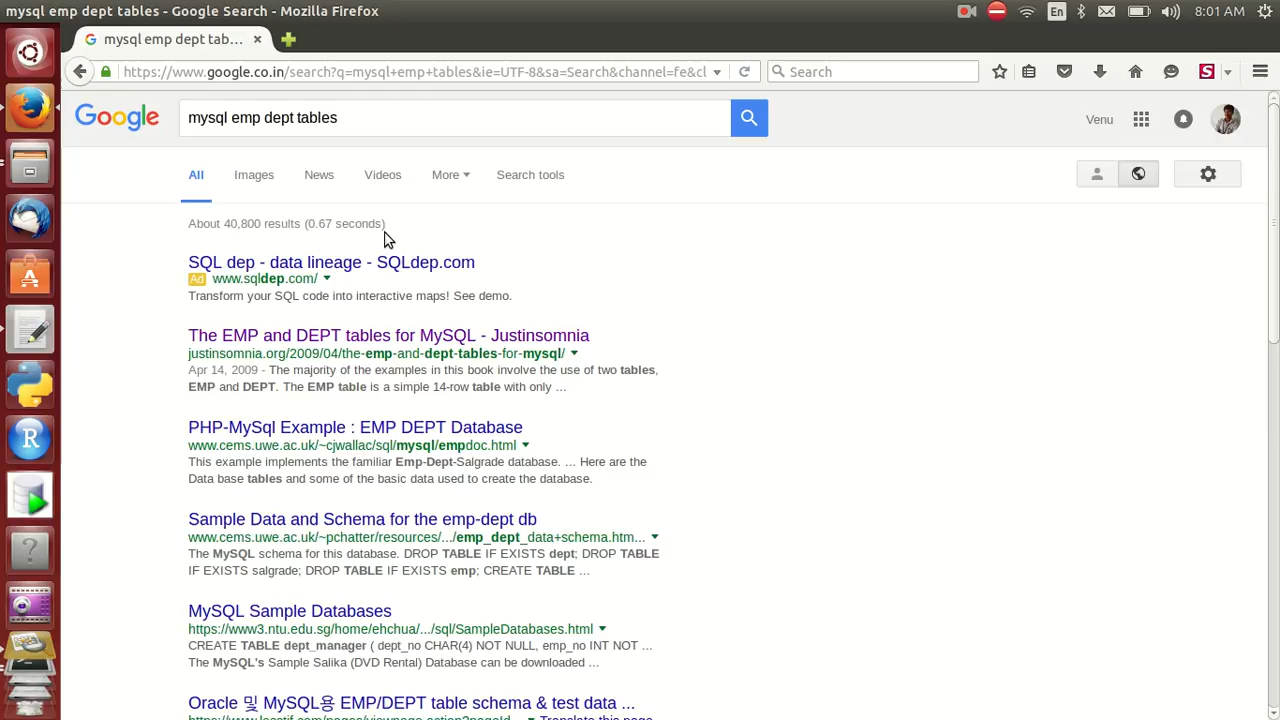 mysql emp dept tables - Google Search - Mozilla Firefox
En
8:01 AM
mysql emp dept tab...
https://www.google.co.in/search?q=mysql+emp+tables&ie=UTF-8&sa=Search&channel=fe&cl
Search
Google
mysql emp dept tables
Venu
All Images News Videos More Search tools
About 40,800 results (0.67 seconds)
SQL dep - data lineage - SQLdep.com
Ad www.sqldep.com/
Transform your SQL code into interactive maps! See demo.
The EMP and DEPT tables for MySQL - Justinsomnia
justinsomnia.org/2009/04/the-emp-and-dept-tables-for-mysql/
Apr 14, 2009 - The majority of the examples in this book involve the use of two tables,
EMP and DEPT. The EMP table is a simple 14-row table with only ...
PHP-MySql Example : EMP DEPT Database
www.cems.uwe.ac.uk/~cjwallac/sql/mysql/empdoc.html
This example implements the familiar Emp-Dept-Salgrade database. ... Here are the
Data base tables and some of the basic data used to create the database.
Sample Data and Schema for the emp-dept db
www.cems.uwe.ac.uk/~pchatter/resources/.../emp_dept_data+schema.htm...
The MySQL schema for this database. DROP TABLE IF EXISTS dept; DROP TABLE
IF EXISTS salgrade; DROP TABLE IF EXISTS emp; CREATE TABLE ...
MySQL Sample Databases
https://www3.ntu.edu.sg/home/ehchua/.../sql/SampleDatabases.html
CREATE TABLE dept_manager ( dept_no CHAR(4) NOT NULL, emp_no INT NOT ...
The MySQL's Sample Salika (DVD Rental) Database can be downloaded ...
Oracle 및 MySQL용 EMP/DEPT table schema & test data ...
Translate this page